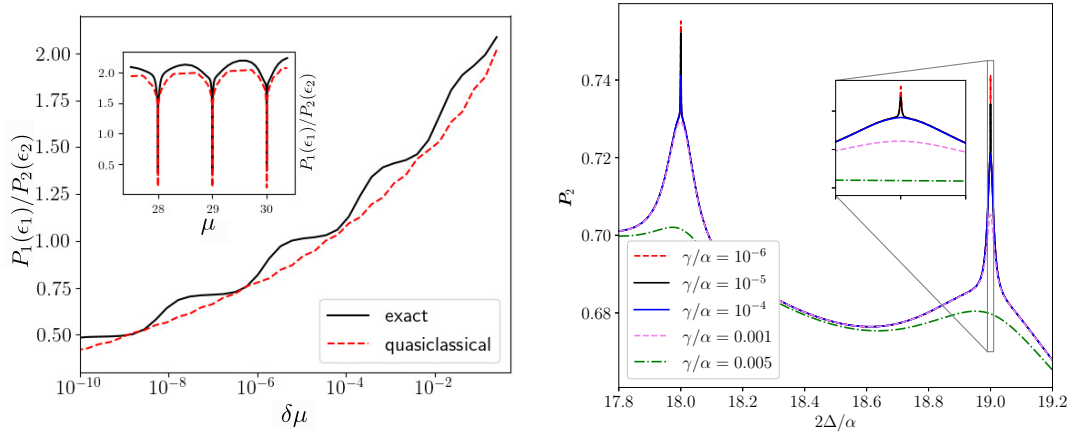 2.00
1.75
1.50
1.25
1.00
0.75
0.50
P₁(ϵ₁)/P₂(ϵ₂)
10⁻¹⁰
10⁻⁸
10⁻⁶
10⁻⁴
10⁻²
δμ
exact
quasiclassical
2.0
1.5
1.0
0.5
28
29
30
μ
P₁(ϵ₁)/P₂(ϵ₂)
0.74
0.72
0.70
0.68
P₂
17.8
18.0
18.2
18.4
18.6
18.8
19.0
19.2
2Δ/α
γ/α = 10⁻⁶
γ/α = 10⁻⁵
γ/α = 10⁻⁴
γ/α = 0.001
γ/α = 0.005